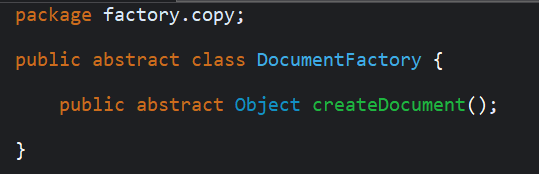 package factory.copy;
public abstract class DocumentFactory {
public abstract Object createDocument();
}